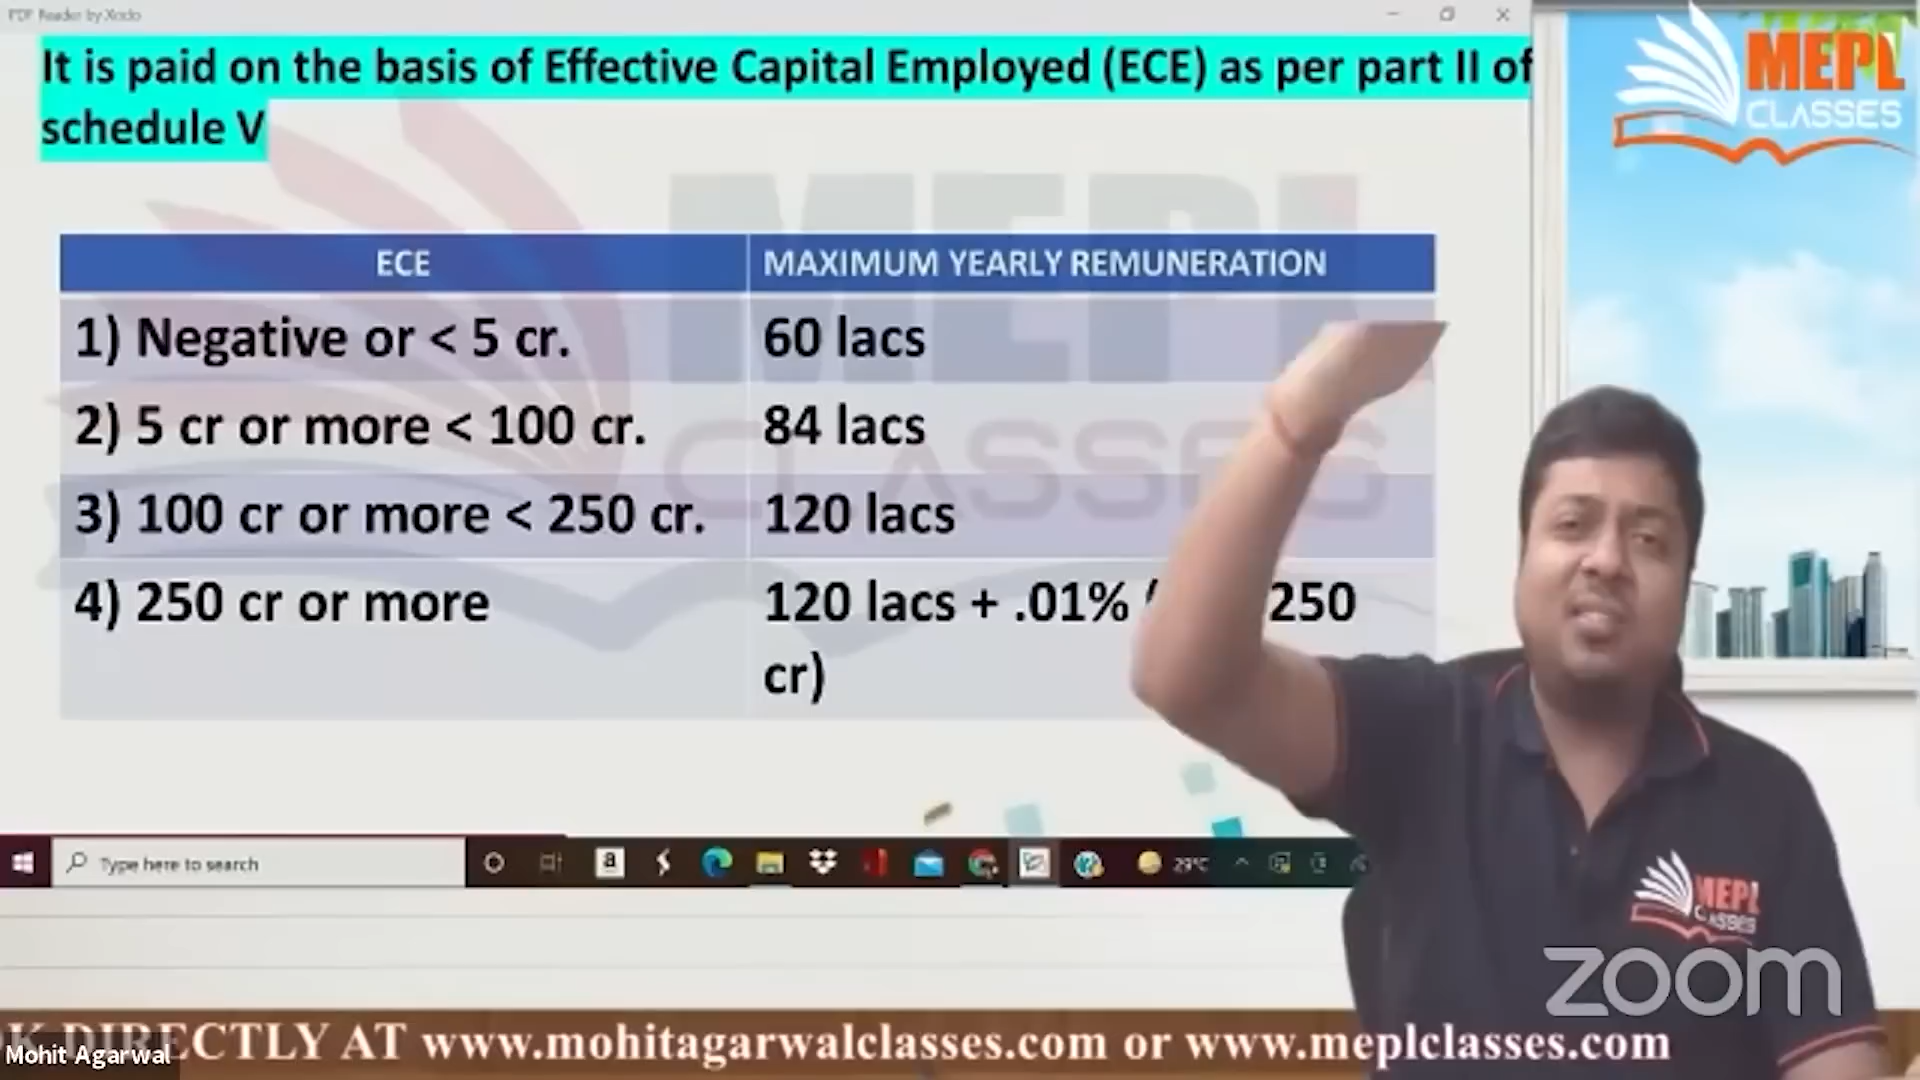 PDF Reader by Xodo
It is paid on the basis of Effective Capital Employed (ECE) as per part II of
schedule V
MEPL
CLASSES
MEPL
CLASSES
ECE
MAXIMUM YEARLY REMUNERATION
1) Negative or < 5 cr.
60 lacs
2) 5 cr or more < 100 cr.
84 lacs
3) 100 cr or more < 250 cr.
120 lacs
4) 250 cr or more
120 lacs + .01% 250
cr)
Type here to search
29°C
MEPL
CLASSES
zoom
DIRECTLY AT www.mohitagarwalclasses.com or www.meplclasses.com
Mohit Agarwal